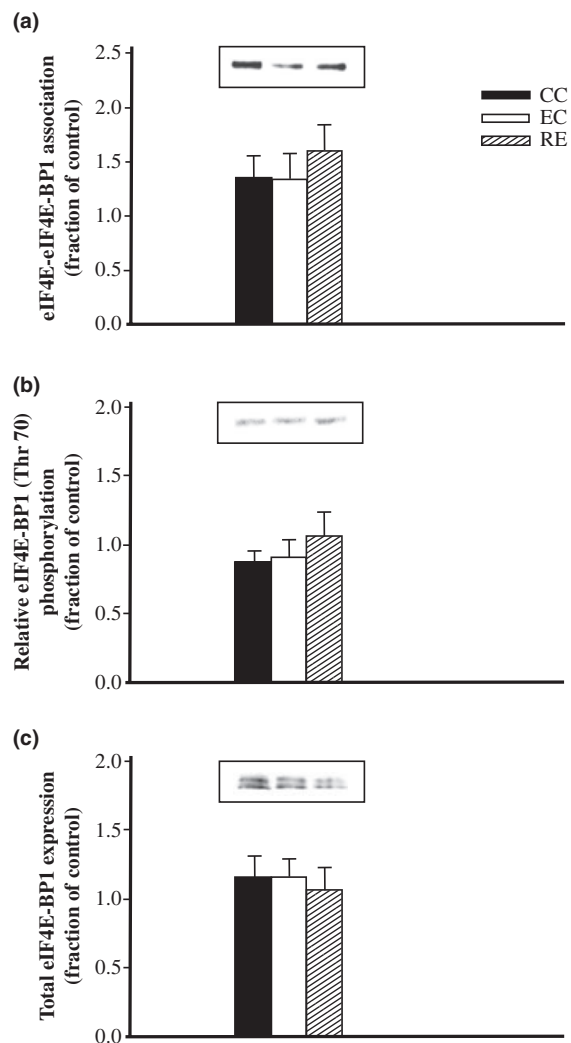 (a)
eIF4E-eIF4E-BP1 association
(fraction of control)
2.5
2.0
1.5
1.0
0.5
0.0
CC
EC
RE
(b)
Relative eIF4E-BP1 (Thr 70)
phosphorylation
(fraction of control)
2.0
1.5
1.0
0.5
0.0
(c)
Total eIF4E-BP1 expression
(fraction of control)
2.0
1.5
1.0
0.5
0.0